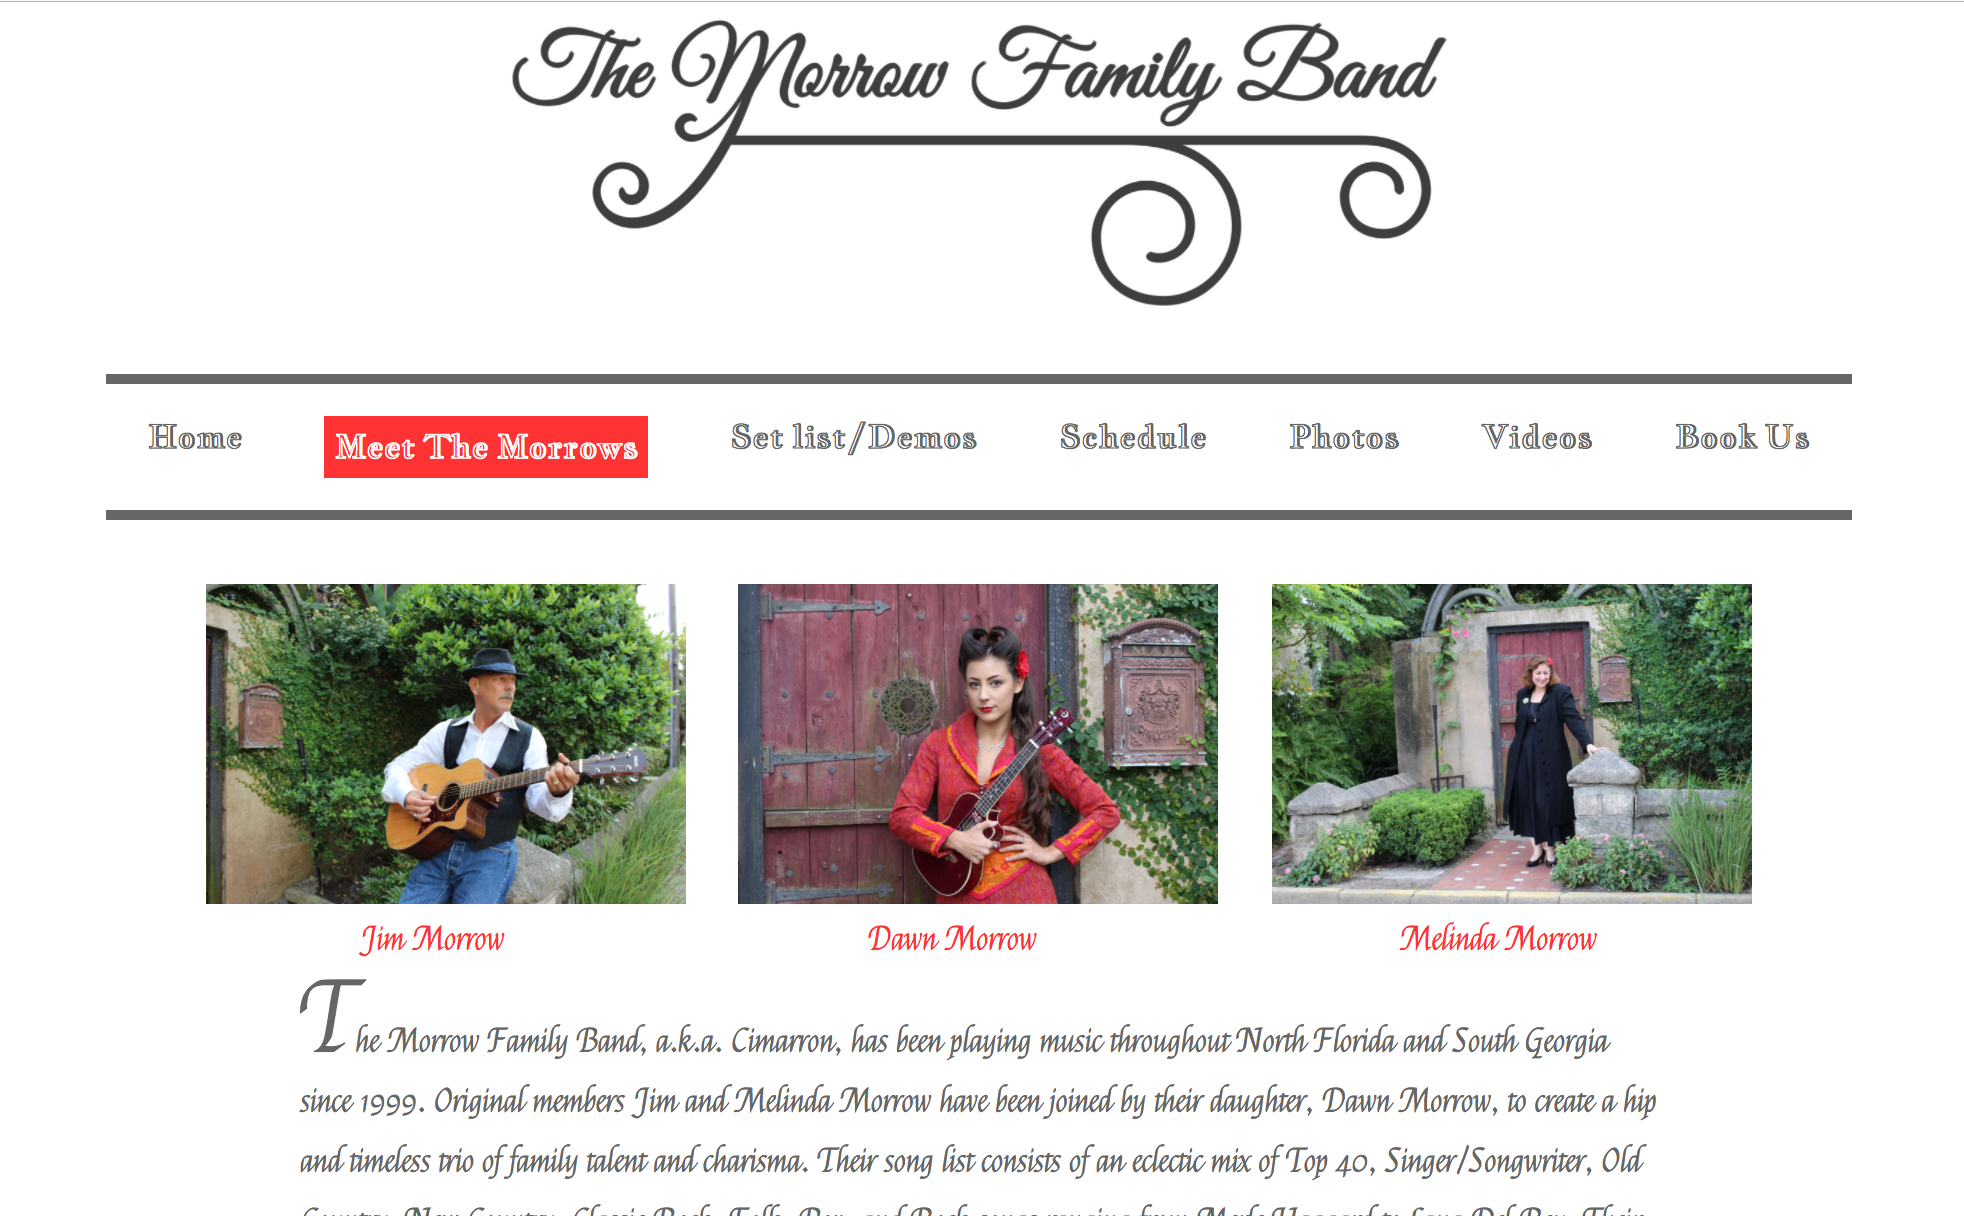 The Morrow Family Band
Home Meet The Morrows Set list/Demos Schedule Photos Videos Book Us
Jim Morrow Dawn Morrow Melinda Morrow
The Morrow Family Band, a.k.a. Cimarron, has been playing music throughout North Florida and South Georgia
since 1999. Original members Jim and Melinda Morrow have been joined by their daughter, Dawn Morrow, to create a hip
and timeless trio of family talent and charisma. Their song list consists of an eclectic mix of Top 40, Singer/Songwriter, Old